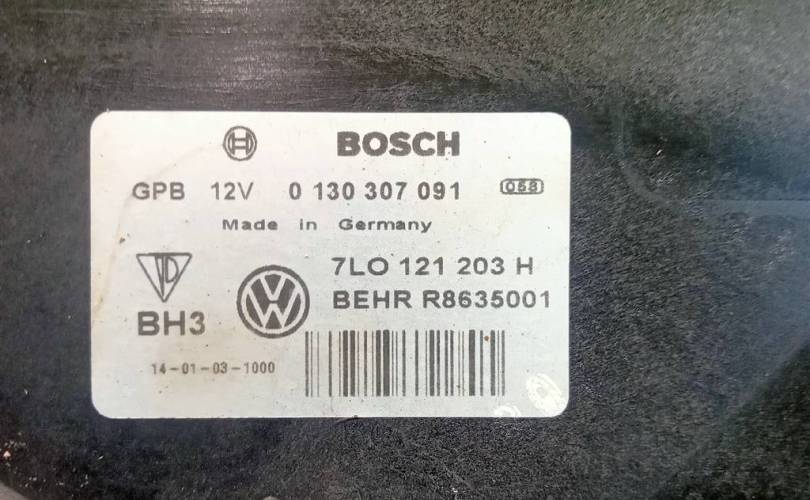 BOSCH
GPB 12V 0 130 307 091 058
Made in Germany
7LO 121 203 H
BEHR R8635001
BH3
14-01-03-1000